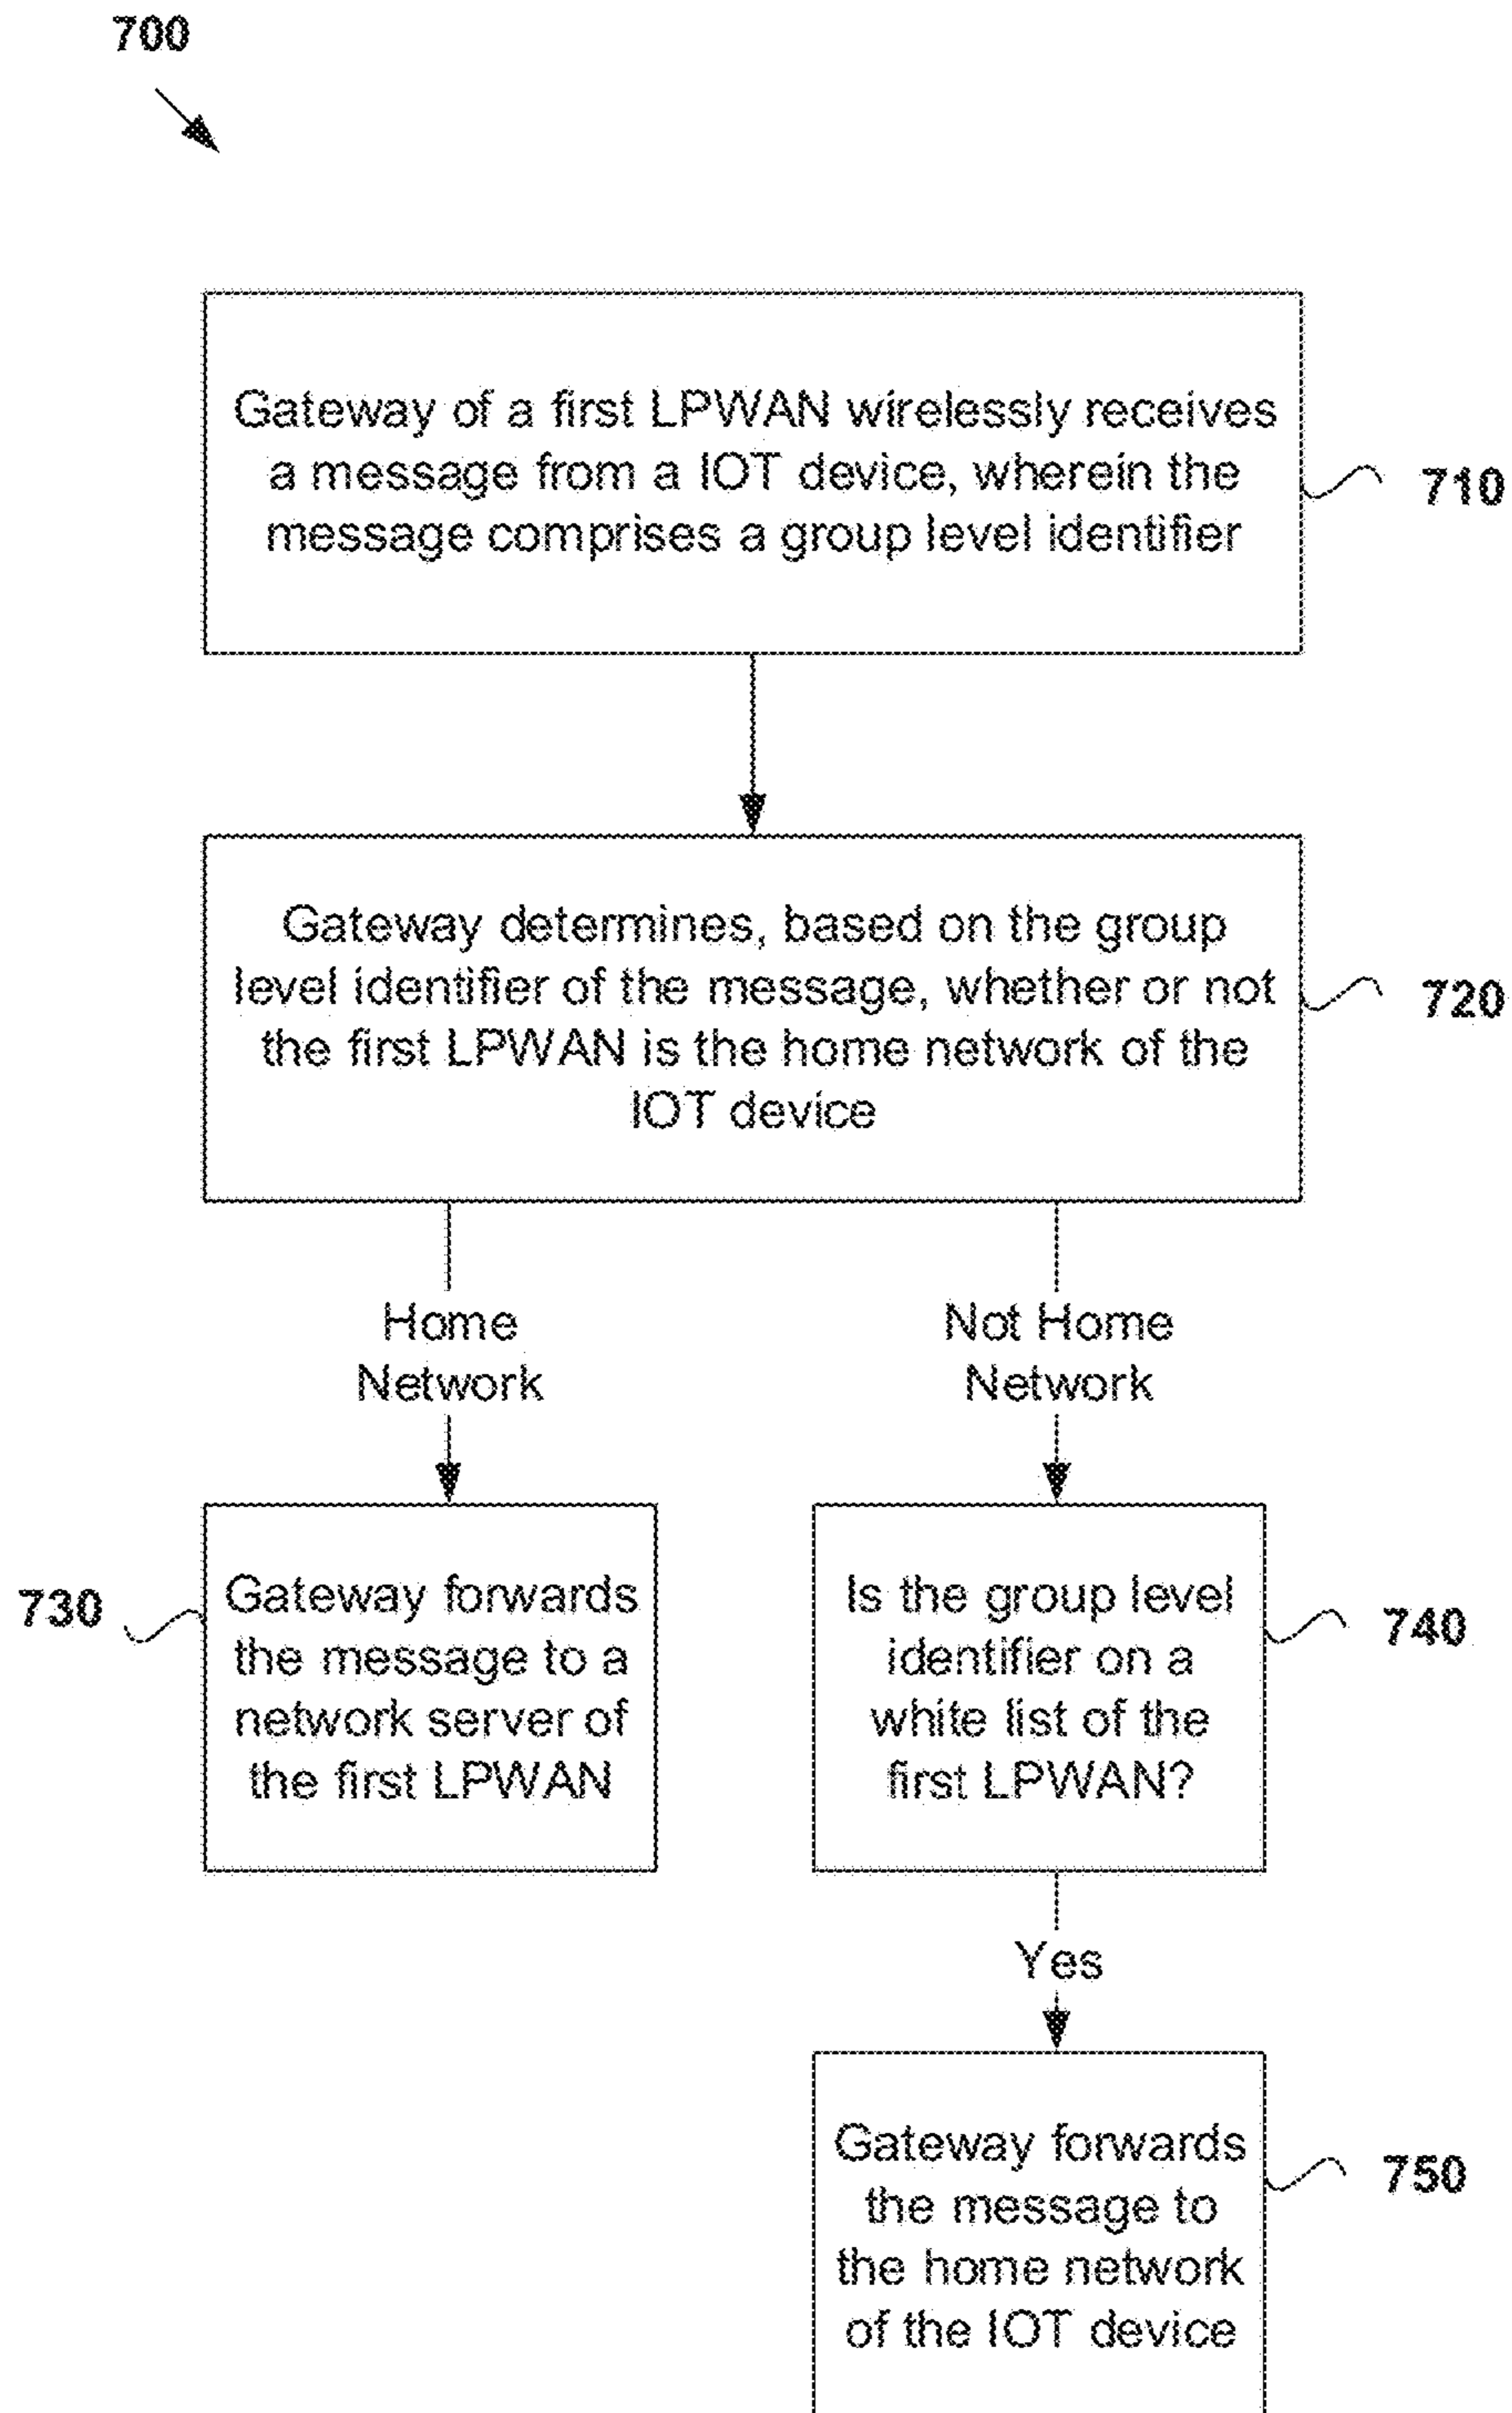 700
Gateway of a first LPWAN wirelessly receives
a message from a IOT device, wherein the
message comprises a group level identifier
710
Gateway determines, based on the group
level identifier of the message, whether or not
the first LPWAN is the home network of the
IOT device
720
Home
Network
Not Home
Network
730
Gateway forwards
the message to a
network server of
the first LPWAN
Is the group level
identifier on a
white list of the
first LPWAN?
740
Yes
Gateway forwards
the message to
the home network
of the IOT device
750